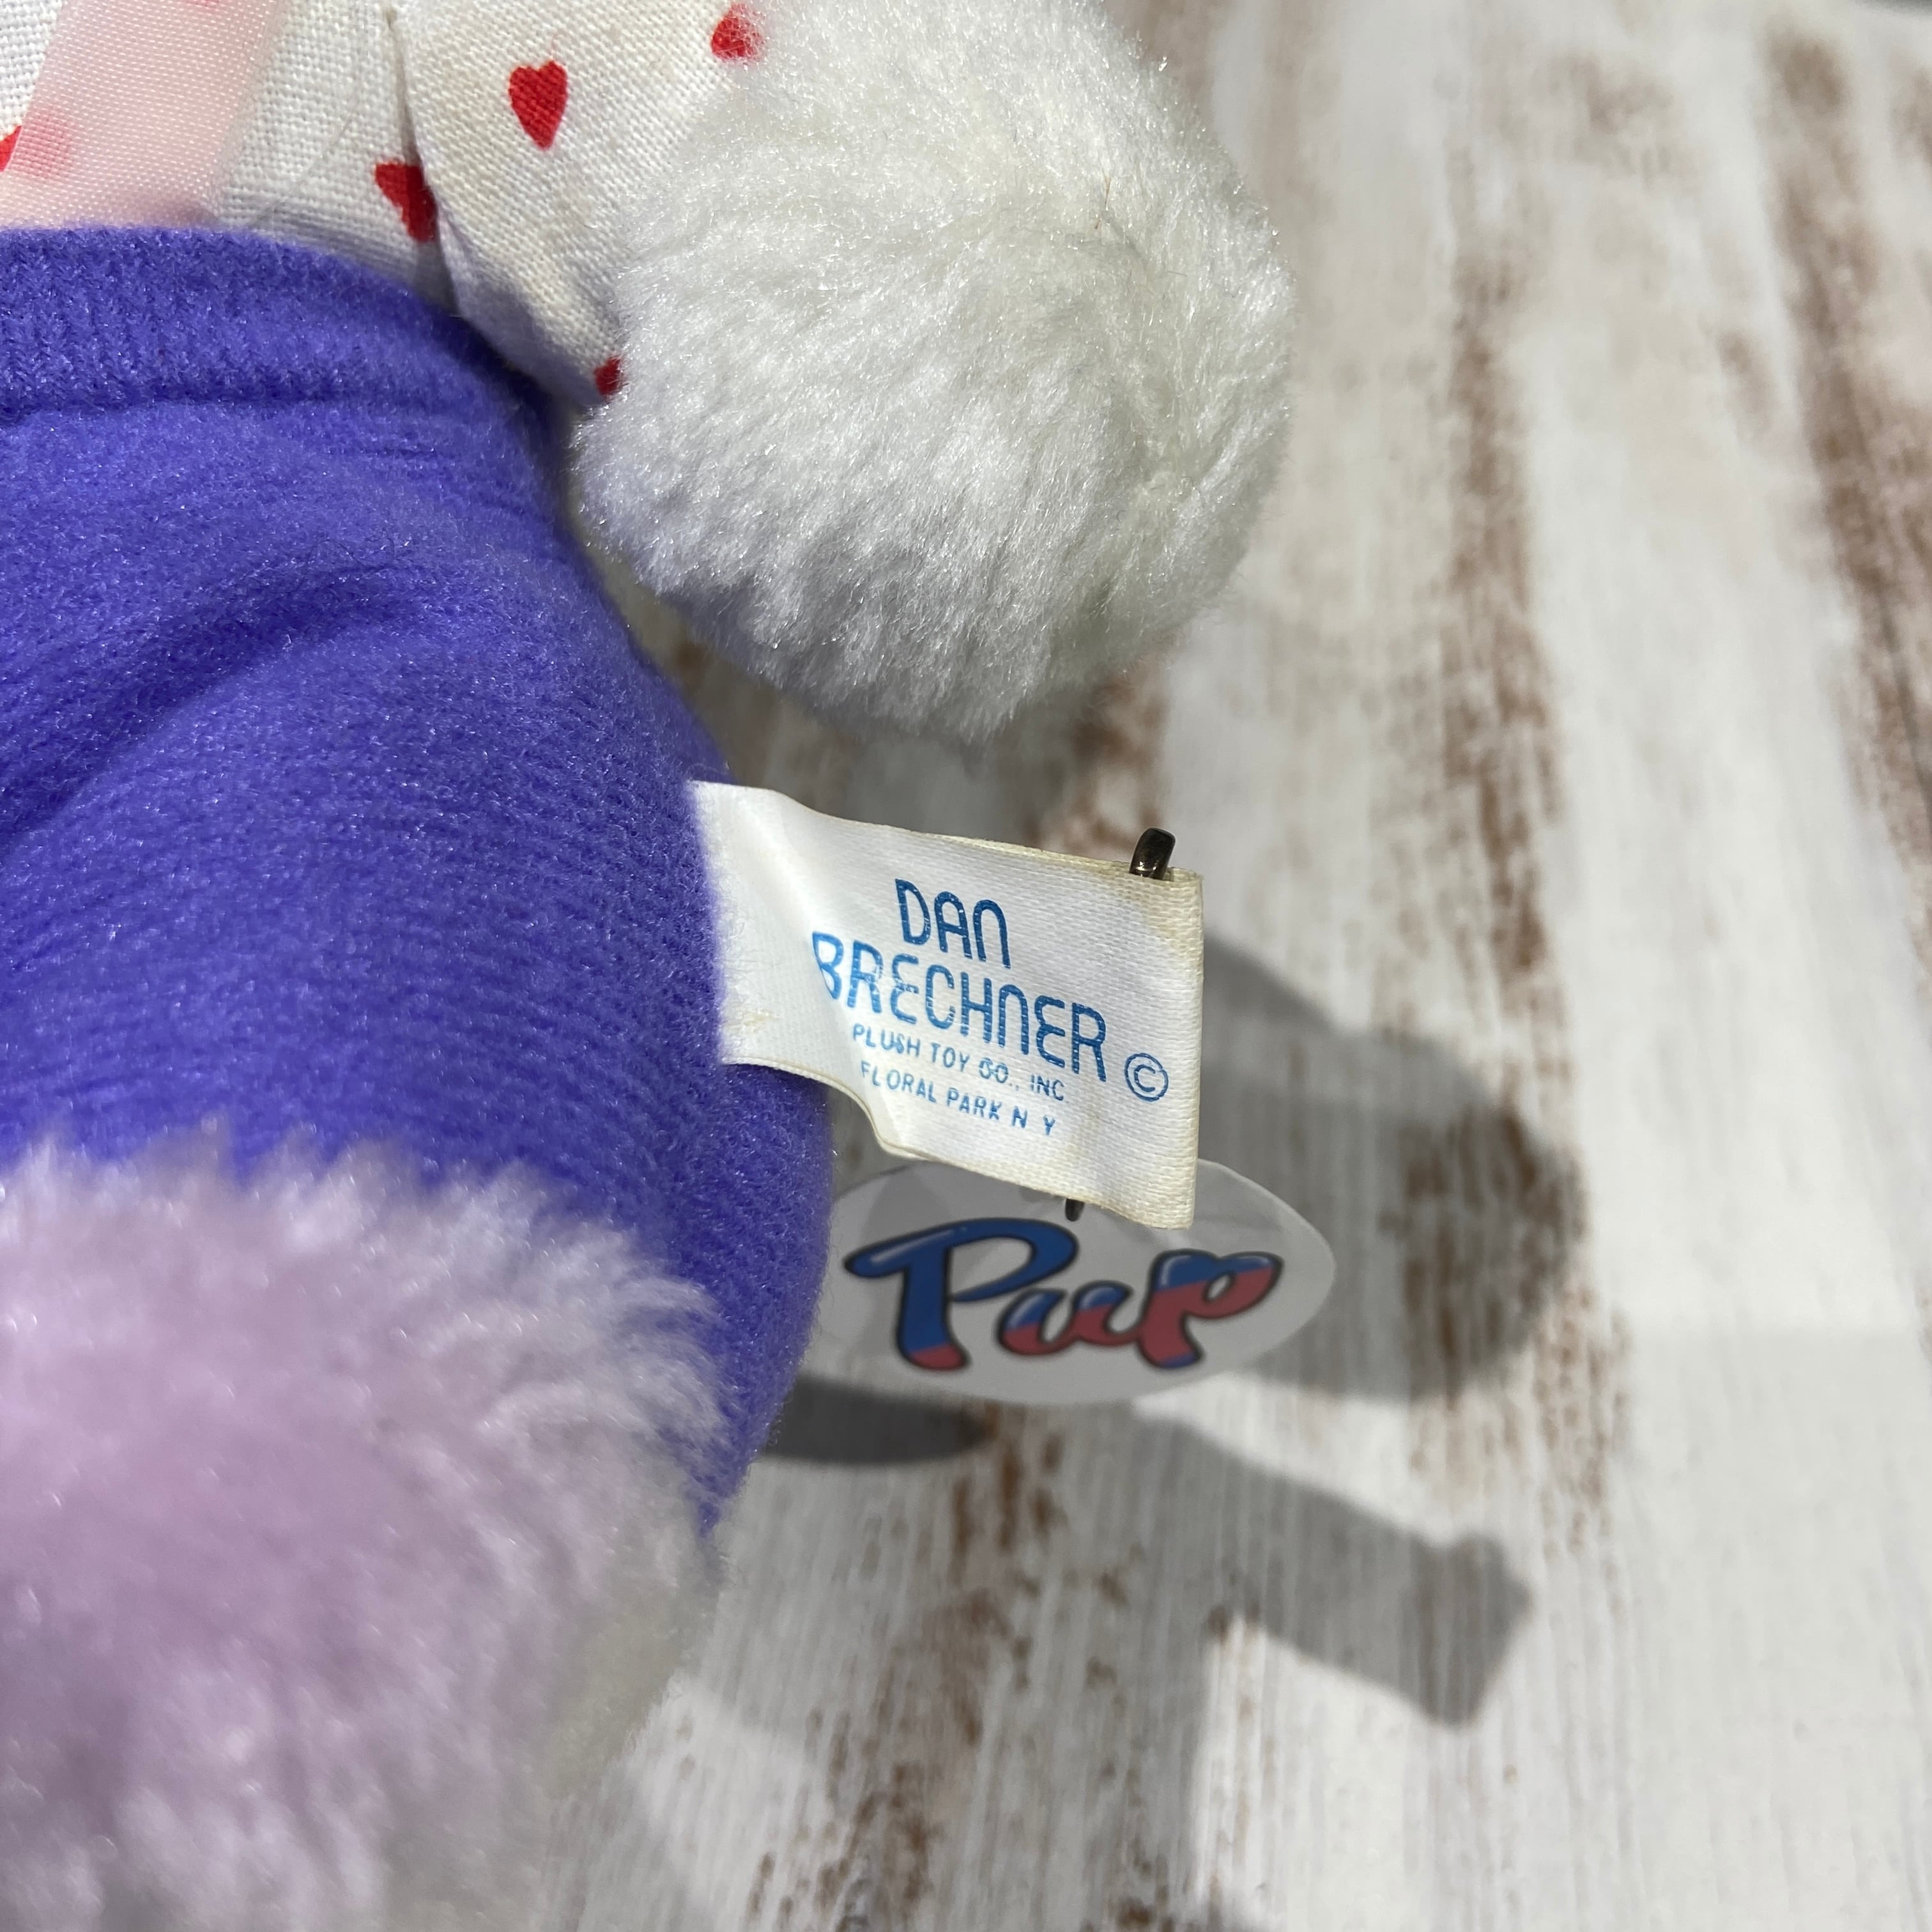 DAN
BRECHNER ©
PLUSH TOY CO., INC
FLORAL PARK N Y
Pup